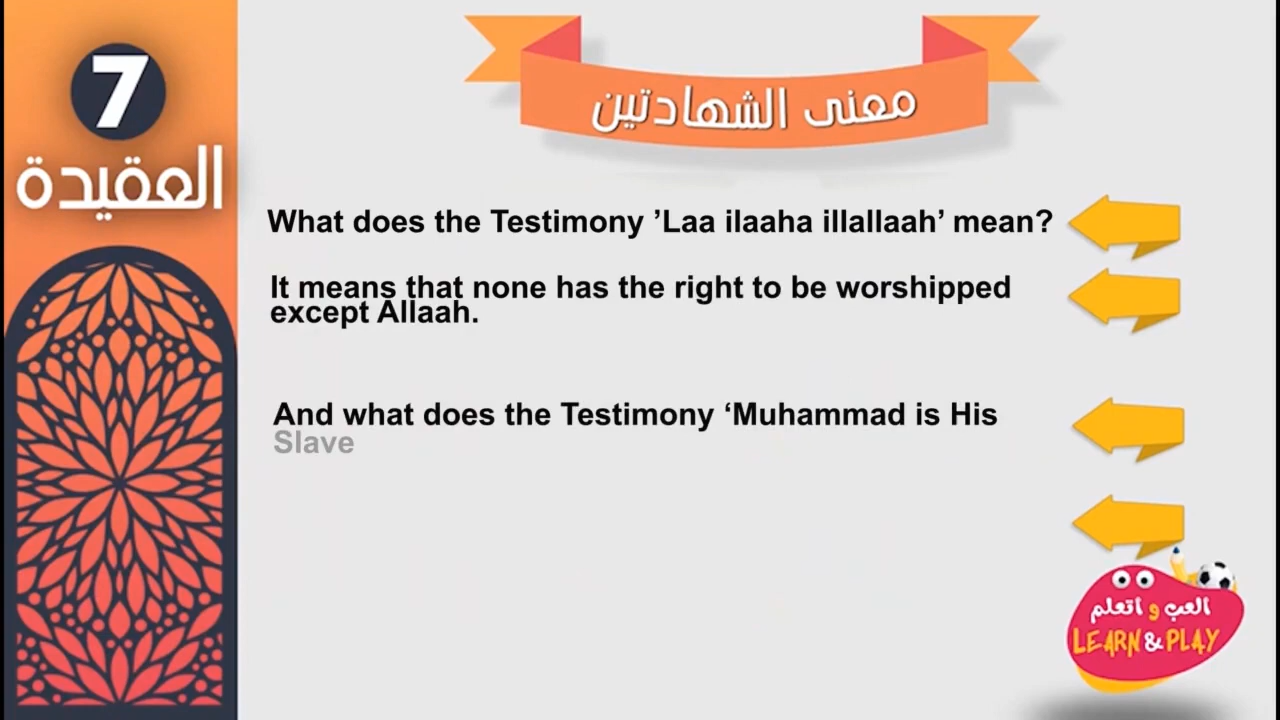 7
العقيدة
معنى الشهادتين
What does the Testimony ’Laa ilaaha illallaah’ mean?
It means that none has the right to be worshipped
except Allaah.
And what does the Testimony ‘Muhammad is His
Slave
العب و اتعلم
LEARN & PLAY